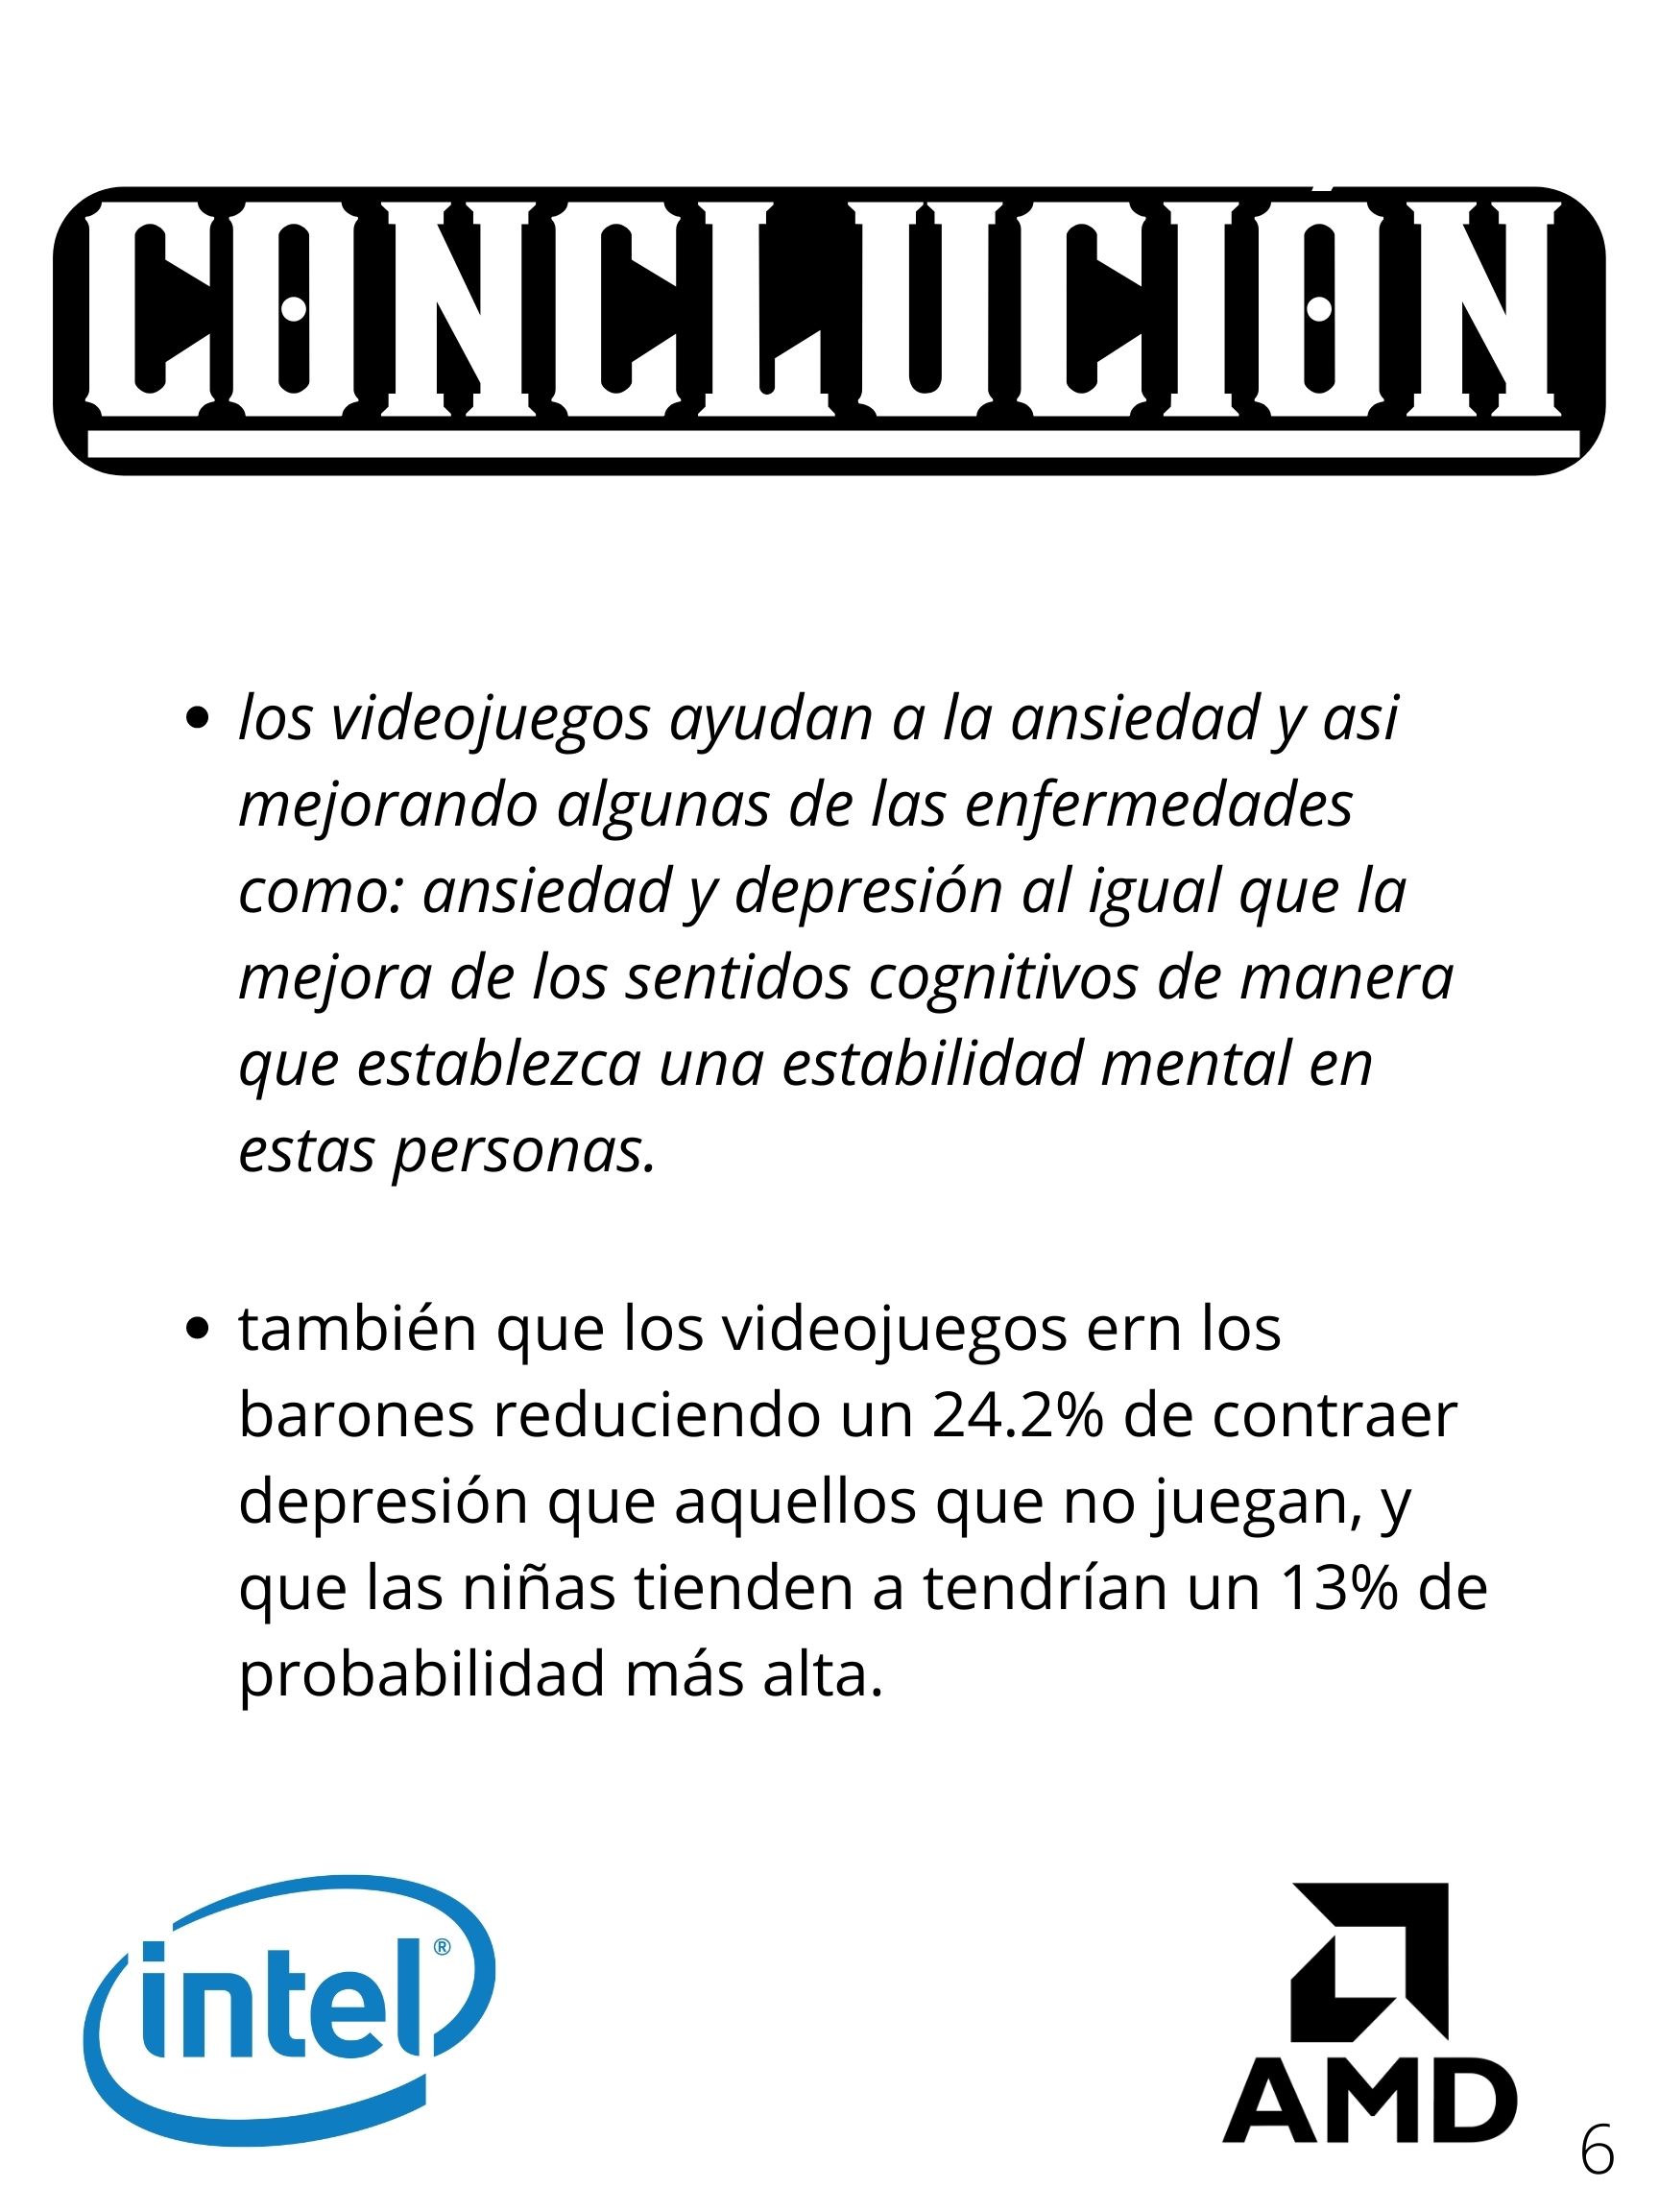 CONCLUCIÓN
• los videojuegos ayudan a la ansiedad y asi
mejorando algunas de las enfermedades
como: ansiedad y depresión al igual que la
mejora de los sentidos cognitivos de manera
que establezca una estabilidad mental en
estas personas.
• también que los videojuegos ern los
barones reduciendo un 24.2% de contraer
depresión que aquellos que no juegan, y
que las niñas tienden a tendrían un 13% de
probabilidad más alta.
intel®
AMD
6